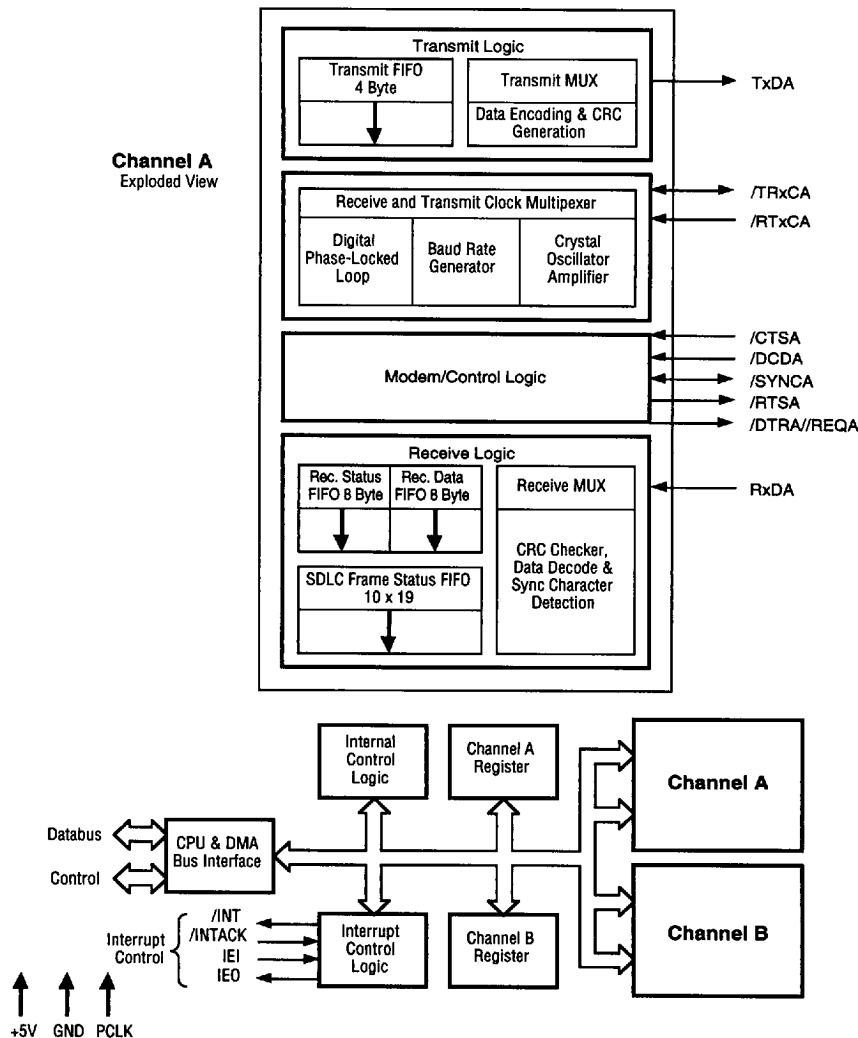 Transmit Logic
Transmit FIFO
4 Byte
Transmit MUX
Data Encoding & CRC
Generation
TxDA
Channel A
Exploded View
Receive and Transmit Clock Multipexer
Digital
Phase-Locked
Loop
Baud Rate
Generator
Crystal
Oscillator
Amplifier
/TRxCA
/RTxCA
Modem/Control Logic
/CTSA
/DCDA
/SYNCA
/RTSA
/DTRA//REQA
Receive Logic
Rec. Status
FIFO 8 Byte
Rec. Data
FIFO 8 Byte
Receive MUX
RxDA
CRC Checker,
Data Decode &
Sync Character
Detection
SDLC Frame Status FIFO
10 x 19
Internal
Control
Logic
Channel A
Register
Channel A
Databus
Control
CPU & DMA
Bus Interface
Interrupt
Control
/INT
/INTACK
IEI
IEO
Interrupt
Control
Logic
Channel B
Register
Channel B
+5V GND PCLK